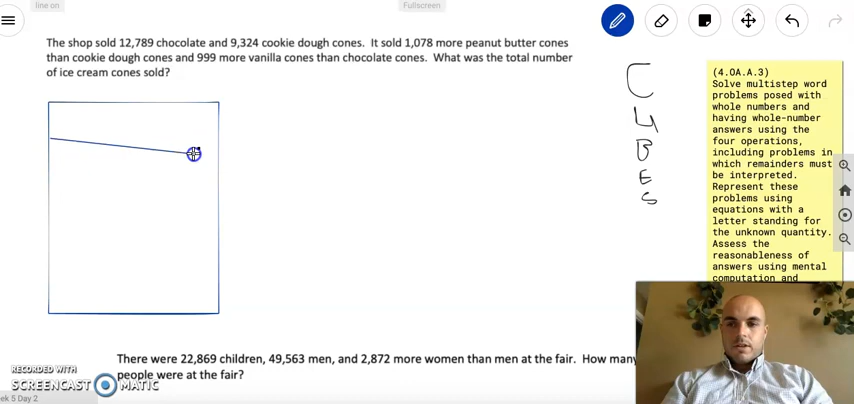 line on
Fullscreen
The shop sold 12,789 chocolate and 9,324 cookie dough cones. It sold 1,078 more peanut butter cones
than cookie dough cones and 999 more vanilla cones than chocolate cones. What was the total number
of ice cream cones sold?
C
U
B
E
S
(4.OA.A.3)
Solve multistep word
problems posed with
whole numbers and
having whole-number
answers using the
four operations,
including problems in
which remainders must
be interpreted.
Represent these
problems using
equations with a
letter standing for
the unknown quantity.
Assess the
reasonableness of
answers using mental
computation and
There were 22,869 children, 49,563 men, and 2,872 more women than men at the fair. How many
people were at the fair?
RECORDED WITH
SCREENCAST MATIC
ek 5 Day 2